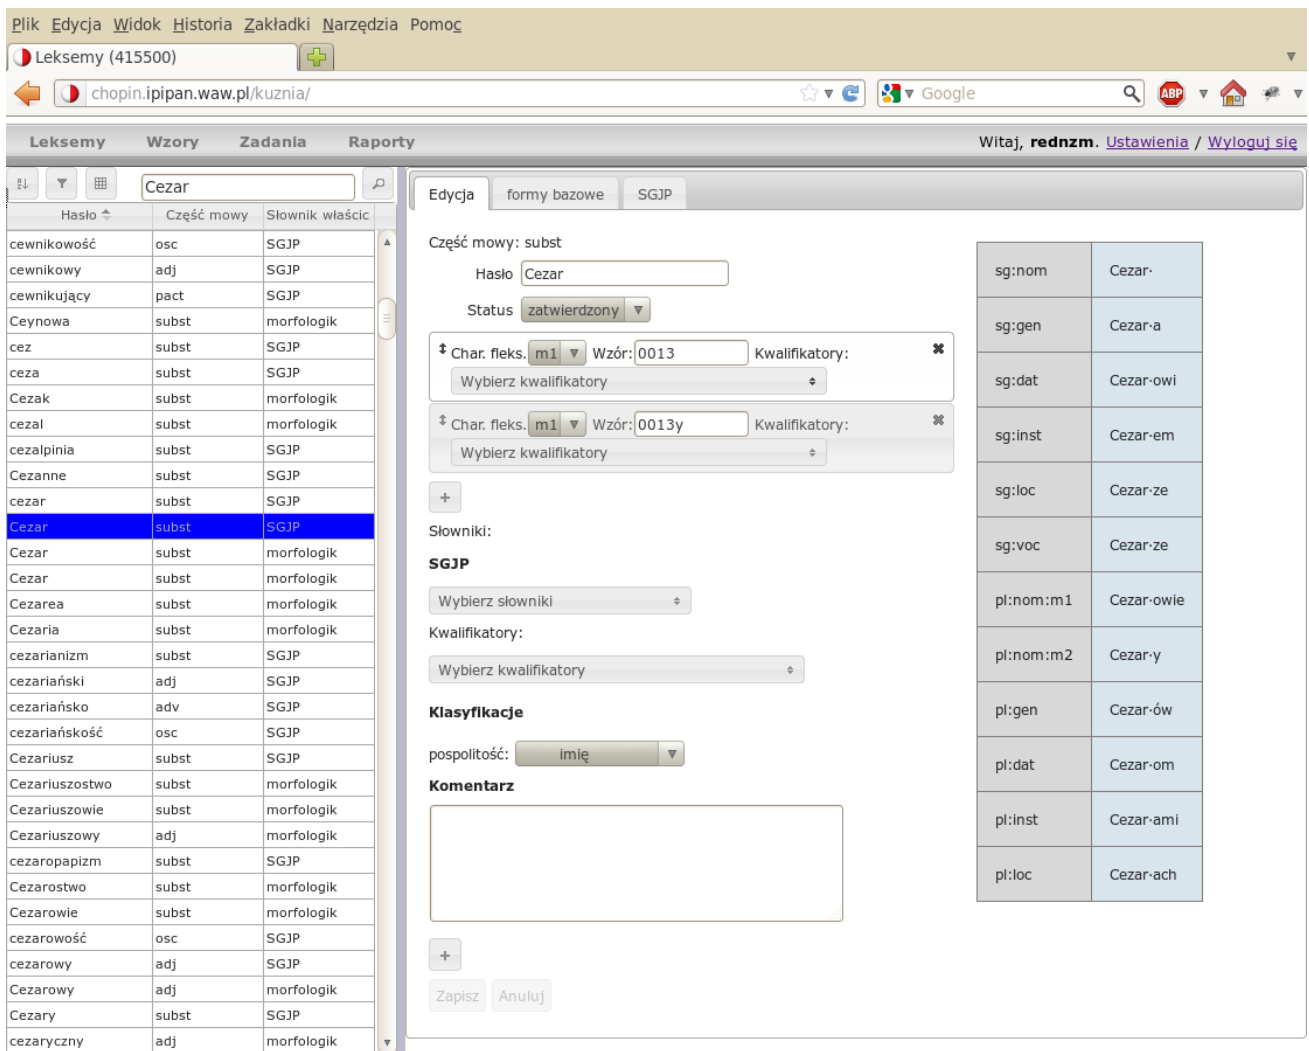 Plik Edycja Widok Historia Zakładki Narzędzia Pomoc
Leksemy (415500)
chopin.ipipan.waw.pl/kuznia/
Google
ABP
Leksemy Wzory Zadania Raporty
Witaj, rednzm. Ustawienia / Wyloguj się
Cezar
Hasło Część mowy Słownik właścic
cewnikowość osc SGJP
cewnikowy adj SGJP
cewnikujący pact SGJP
Ceynowa subst morfologik
cez subst SGJP
ceza subst SGJP
Cezak subst morfologik
cezal subst morfologik
cezalpinia subst SGJP
Cezanne subst SGJP
cezar subst SGJP
Cezar subst SGJP
Cezar subst morfologik
Cezar subst morfologik
Cezarea subst morfologik
Cezaria subst morfologik
cezarianizm subst SGJP
cezariański adj SGJP
cezariańsko adv SGJP
cezariańskość osc SGJP
Cezariusz subst SGJP
Cezariuszostwo subst morfologik
Cezariuszowie subst morfologik
Cezariuszowy adj morfologik
cezaropapizm subst SGJP
Cezarostwo subst morfologik
Cezarowie subst morfologik
cezarowość osc SGJP
cezarowy adj SGJP
Cezarowy adj morfologik
Cezary subst SGJP
cezaryczny adj morfologik
Edycja formy bazowe SGJP
Część mowy: subst
Hasło Cezar
Status zatwierdzony
Char. fleks. m1 Wzór: 0013 Kwalifikatory:
Wybierz kwalifikatory
Char. fleks. m1 Wzór: 0013y Kwalifikatory:
Wybierz kwalifikatory
+
Słowniki:
SGJP
Wybierz słowniki
Kwalifikatory:
Wybierz kwalifikatory
Klasyfikacje
pospolitość: imię
Komentarz
+
Zapisz Anuluj
sg:nom Cezar·
sg:gen Cezar·a
sg:dat Cezar·owi
sg:inst Cezar·em
sg:loc Cezar·ze
sg:voc Cezar·ze
pl:nom:m1 Cezar·owie
pl:nom:m2 Cezar·y
pl:gen Cezar·ów
pl:dat Cezar·om
pl:inst Cezar·ami
pl:loc Cezar·ach